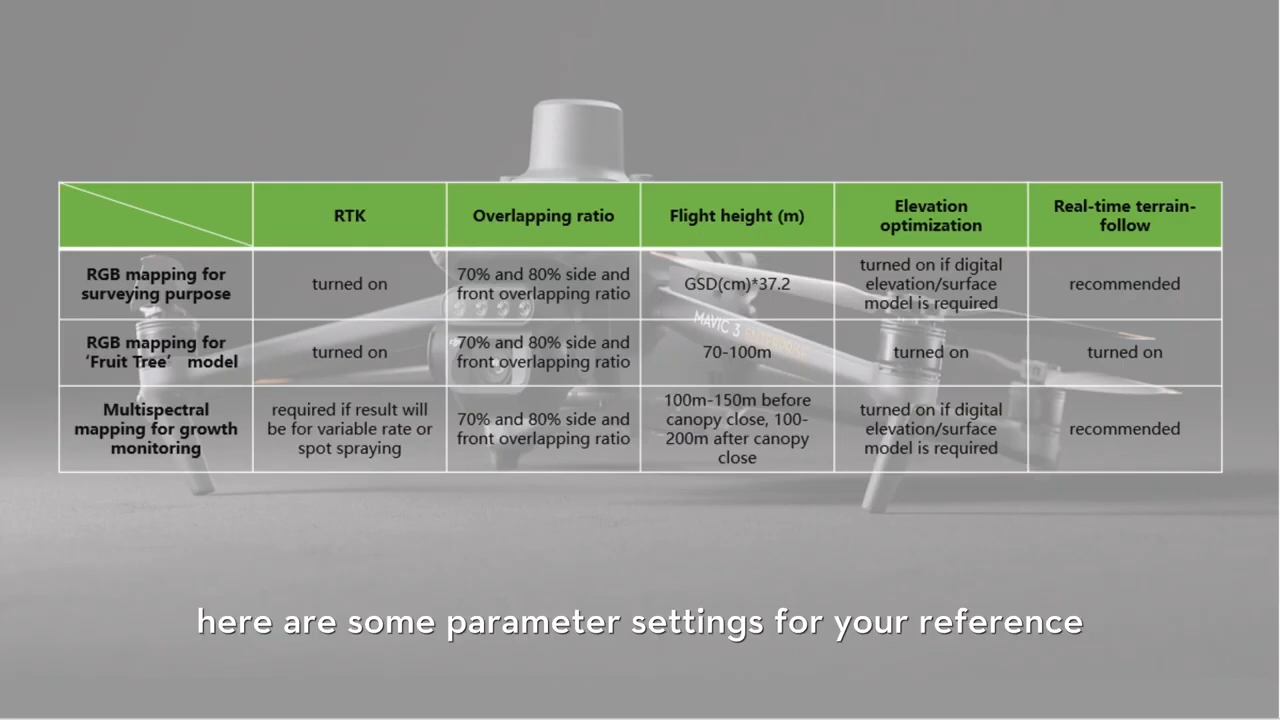 RTK
Overlapping ratio
Flight height (m)
Elevation
optimization
Real-time terrain-
follow
RGB mapping for
surveying purpose
turned on
70% and 80% side and
front overlapping ratio
GSD(cm)*37.2
turned on if digital
elevation/surface
model is required
recommended
RGB mapping for
‘Fruit Tree’ model
turned on
70% and 80% side and
front overlapping ratio
70-100m
turned on
turned on
Multispectral
mapping for growth
monitoring
required if result will
be for variable rate or
spot spraying
70% and 80% side and
front overlapping ratio
100m-150m before
canopy close, 100-
200m after canopy
close
turned on if digital
elevation/surface
model is required
recommended
MAVIC 3 ENTERPRISE
here are some parameter settings for your reference